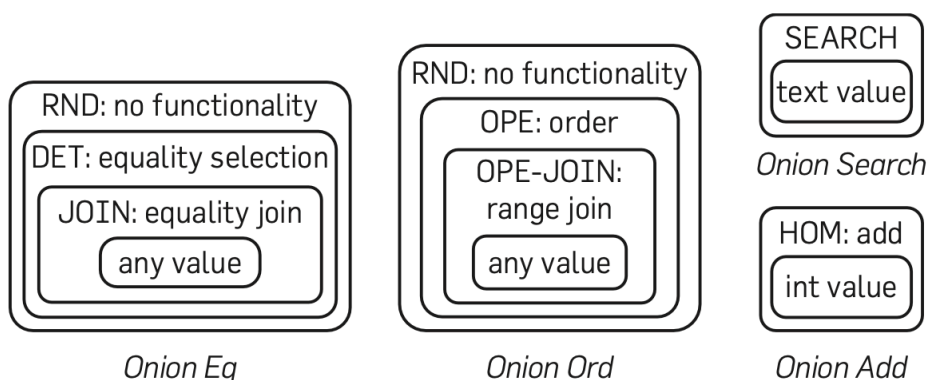 RND: no functionality
DET: equality selection
JOIN: equality join
any value
Onion Eq
RND: no functionality
OPE: order
OPE-JOIN:
range join
any value
Onion Ord
SEARCH
text value
Onion Search
HOM: add
int value
Onion Add